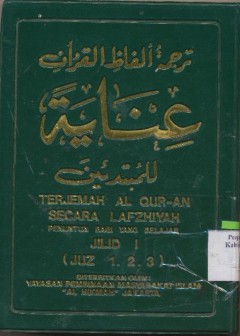 ترجمة ألفاظ القرآن
عناية
للمبتدئين
TERJEMAH AL QUR-AN
SECARA LAFZHIYAH
PENUNTUN BAGI YANG BELAJAR
JILID I
(JUZ 1, 2, 3)
DITERBITKAN OLEH:
YAYASAN PEMBINAAN MASYARAKAT ISLAM
"AL HIKMAH" JAKARTA